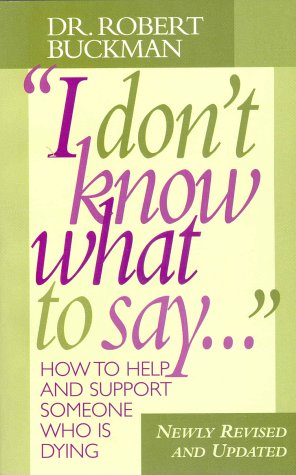 DR. ROBERT
BUCKMAN
"I don't
know
what
to say..."
HOW TO HELP
AND SUPPORT
SOMEONE
WHO IS
DYING
NEWLY REVISED
AND UPDATED